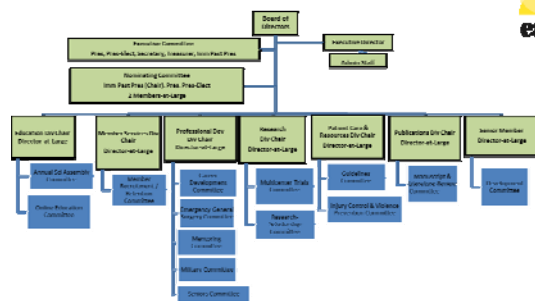 Board of
Directors
Executive Committee
Pres, Pres-Elect, Secretary, Treasurer, Imm Past Pres
Executive Director
Admin Staff
Nominating Committee
Imm Past Pres (Chair), Pres, Pres-Elect
2 Members-at-Large
Education Div Chair
Director-at-Large
Member Services Div
Chair
Director-at-Large
Professional Dev
Div Chair
Director-at-Large
Research
Div Chair
Director-at-Large
Patient Care &
Resources Div Chair
Director-at-Large
Publications Div Chair
Director-at-Large
Senior Member
Director-at-Large
Annual Sci Assembly
Committee
Online Education
Committee
Member
Recruitment /
Retention
Committee
Career
Development
Committee
Emergency General
Surgery Committee
Mentoring
Committee
Military Committee
Seniors Committee
Multicenter Trials
Committee
Research-
Scholarship Committee
Guidelines
Committee
Injury Control & Violence
Prevention Committee
Manuscript &
Literature Review
Committee
Development
Committee